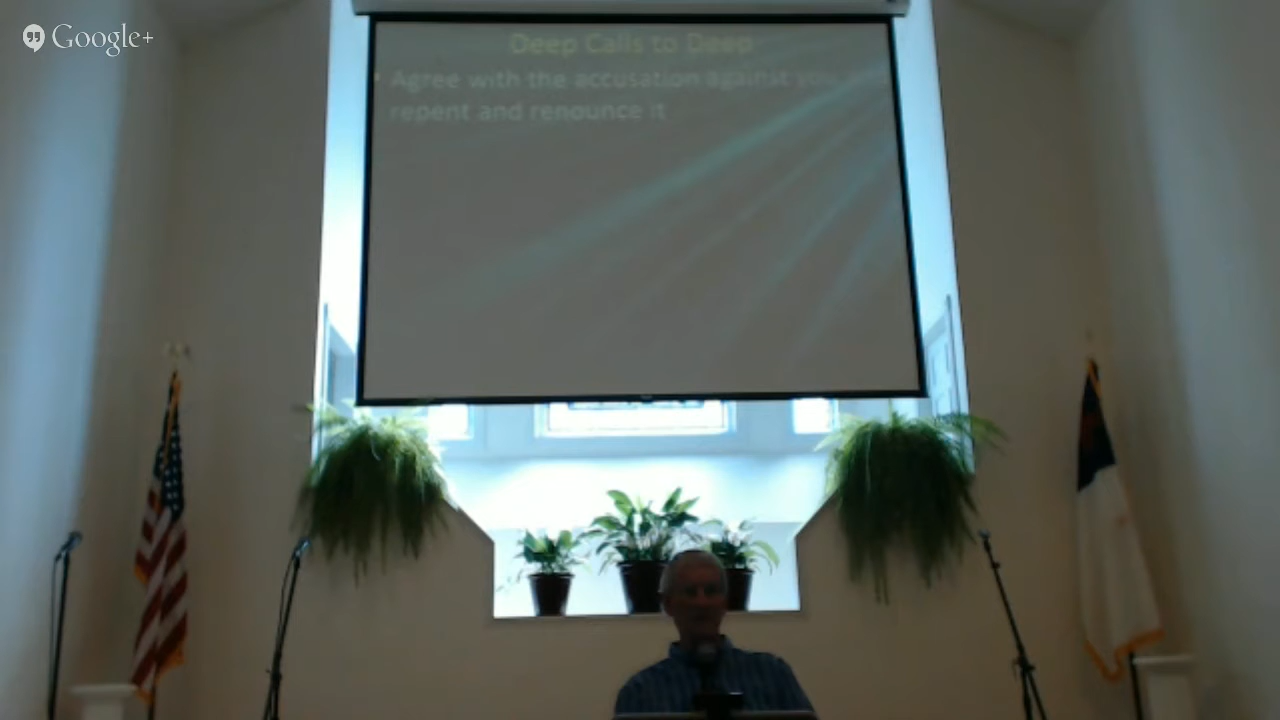 Google+
Deep Calls to Deep
Agree with the accusation against you
repent and renounce it